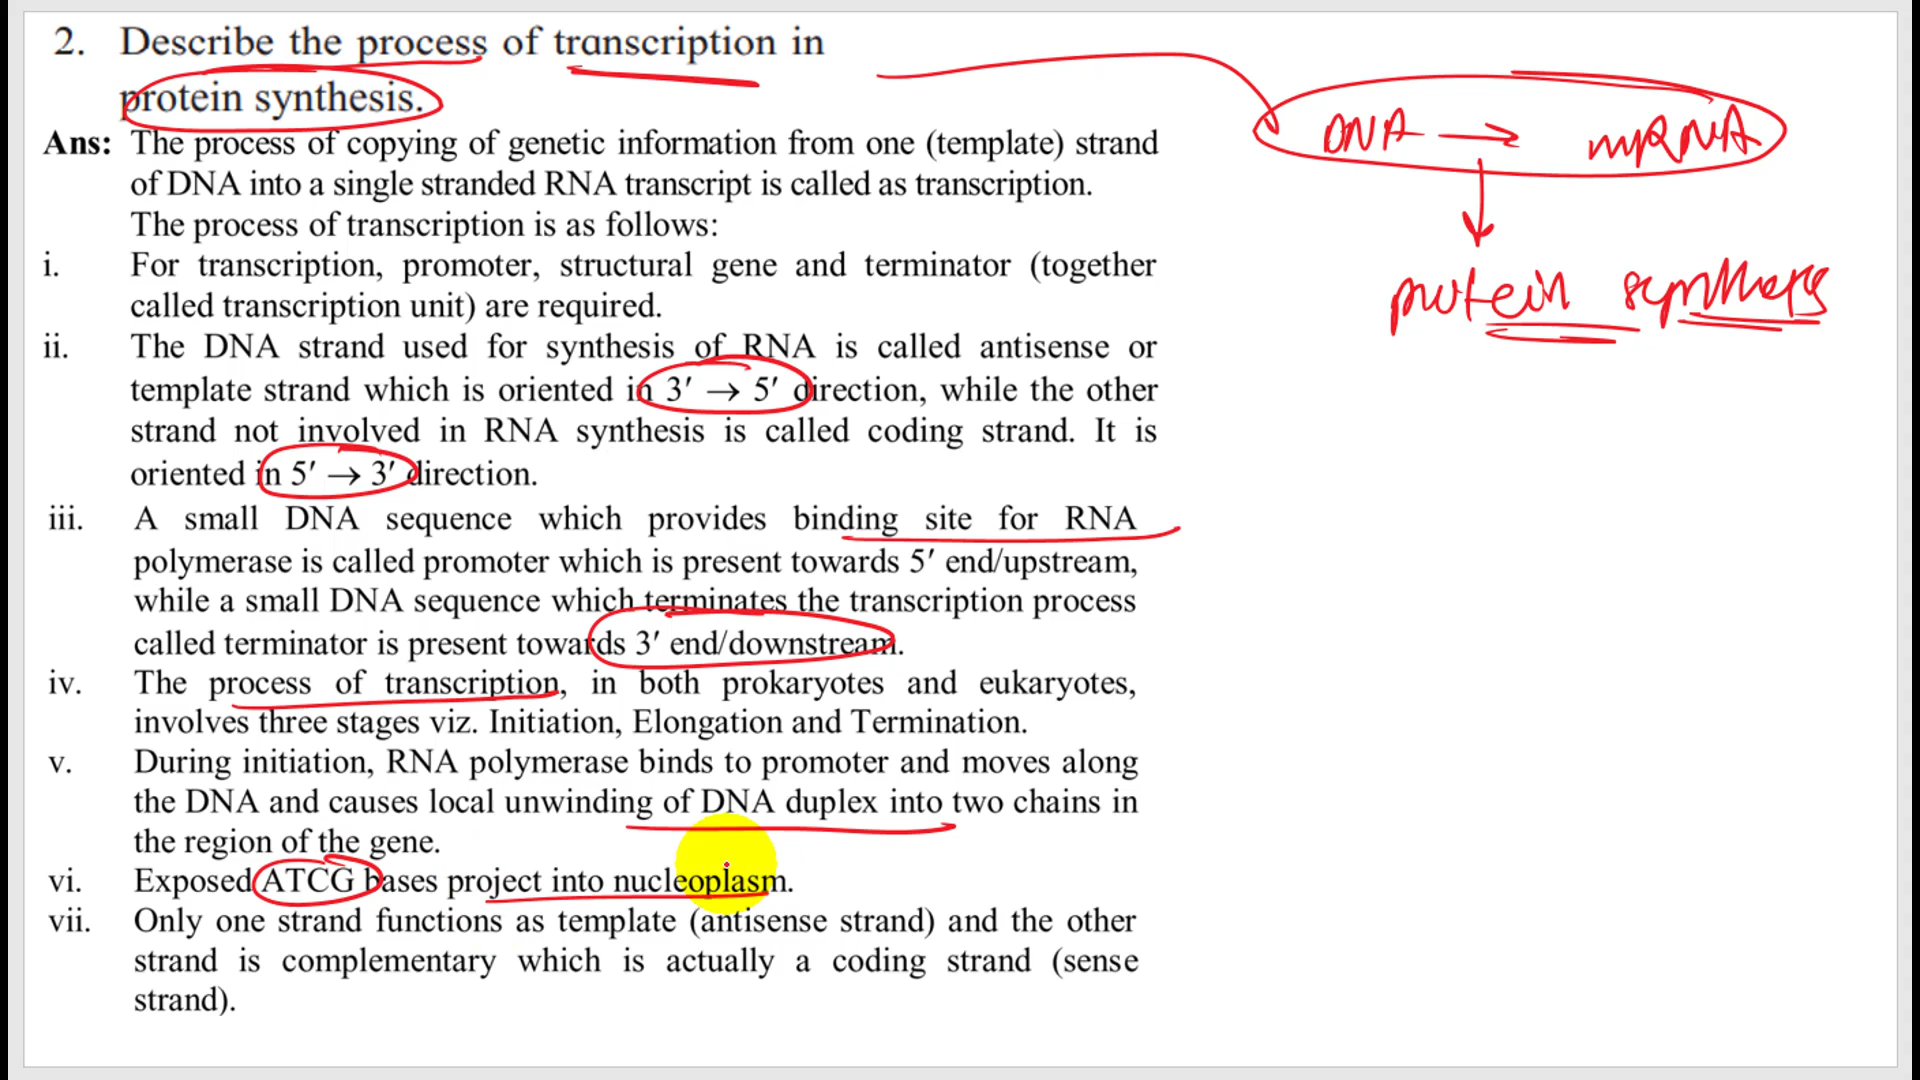 2. Describe the process of transcription in
protein synthesis.
DNA → mRNA
protein synthesis
Ans: The process of copying of genetic information from one (template) strand
of DNA into a single stranded RNA transcript is called as transcription.
The process of transcription is as follows:
i. For transcription, promoter, structural gene and terminator (together
called transcription unit) are required.
ii. The DNA strand used for synthesis of RNA is called antisense or
template strand which is oriented in 3′ → 5′ direction, while the other
strand not involved in RNA synthesis is called coding strand. It is
oriented in 5′ → 3′ direction.
iii. A small DNA sequence which provides binding site for RNA
polymerase is called promoter which is present towards 5′ end/upstream,
while a small DNA sequence which terminates the transcription process
called terminator is present towards 3′ end/downstream.
iv. The process of transcription, in both prokaryotes and eukaryotes,
involves three stages viz. Initiation, Elongation and Termination.
v. During initiation, RNA polymerase binds to promoter and moves along
the DNA and causes local unwinding of DNA duplex into two chains in
the region of the gene.
vi. Exposed ATCG bases project into nucleoplasm.
vii. Only one strand functions as template (antisense strand) and the other
strand is complementary which is actually a coding strand (sense
strand).